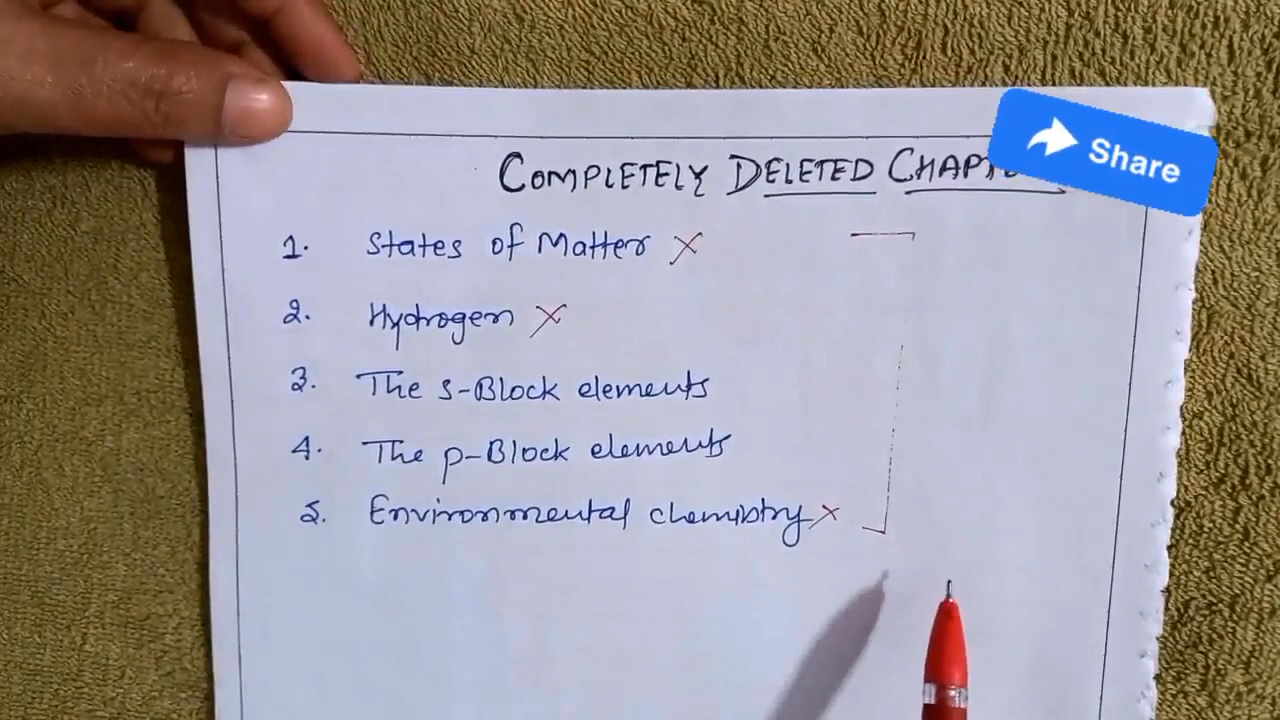 COMPLETELY DELETED
Share
1. States of Matter ×
2. Hydrogen ×
3. The s-Block elements
4. The p-Block elements
5. Environmental chemistry ×